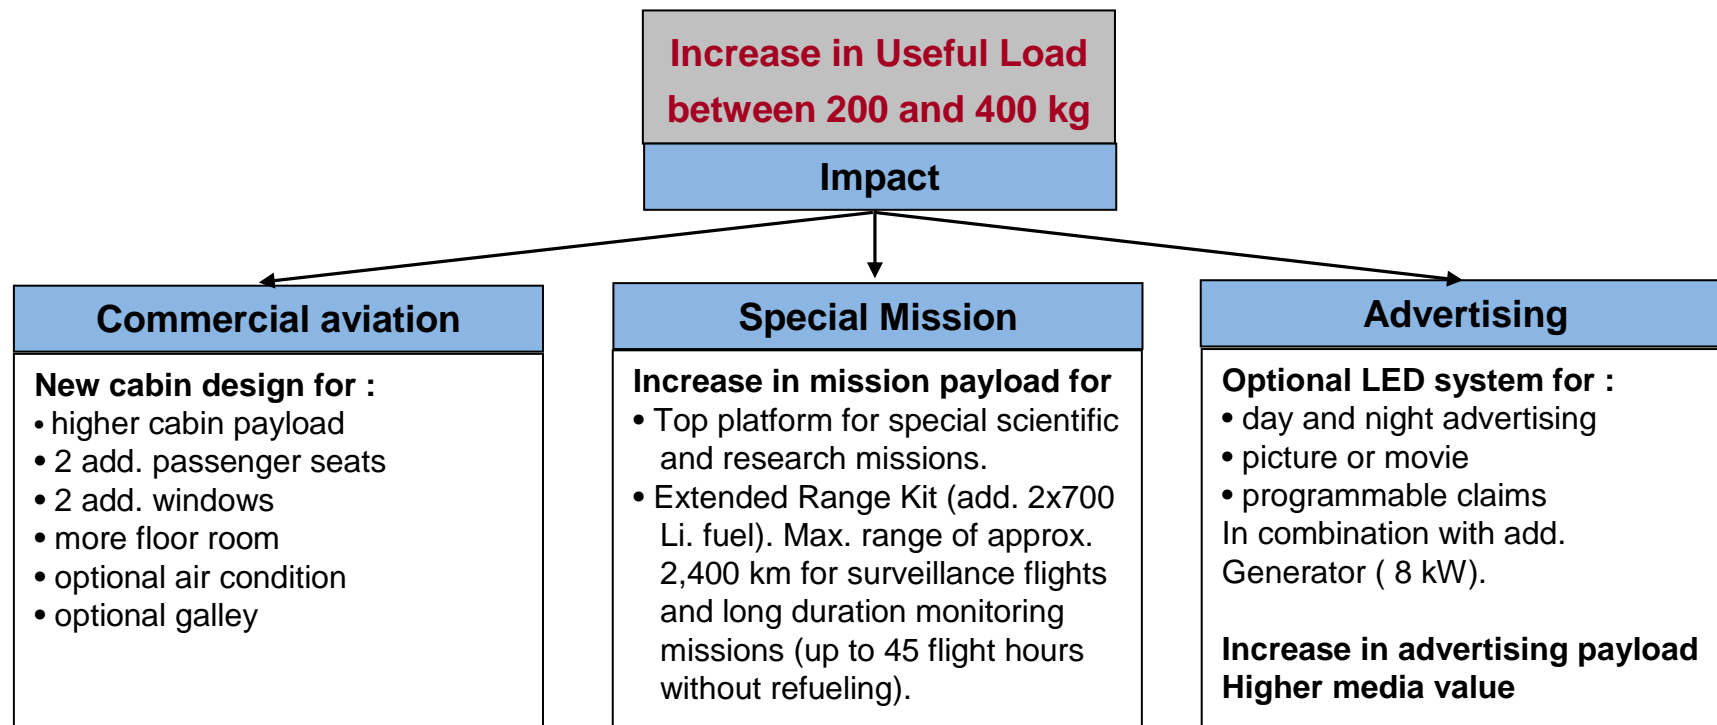 Increase in Useful Load
between 200 and 400 kg
Impact
Commercial aviation
New cabin design for :
• higher cabin payload
• 2 add. passenger seats
• 2 add. windows
• more floor room
• optional air condition
• optional galley
Special Mission
Increase in mission payload for
• Top platform for special scientific
and research missions.
• Extended Range Kit (add. 2x700
Li. fuel). Max. range of approx.
2,400 km for surveillance flights
and long duration monitoring
missions (up to 45 flight hours
without refueling).
Advertising
Optional LED system for :
• day and night advertising
• picture or movie
• programmable claims
In combination with add.
Generator ( 8 kW).
Increase in advertising payload
Higher media value